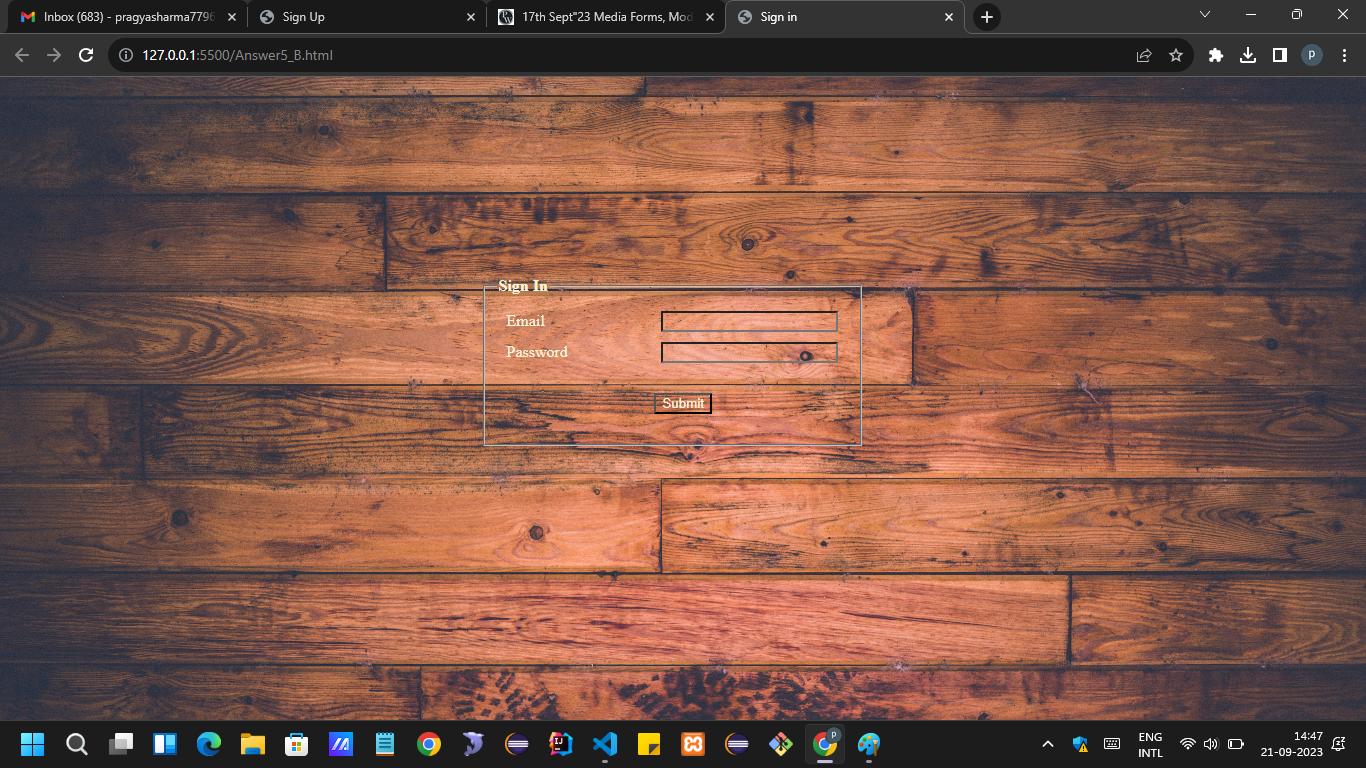 Inbox (683) - pragyasharma7796
Sign Up
17th Sept"23 Media Forms, Mod
Sign in
127.0.0.1:5500/Answer5_B.html
p
Sign In
Email
Password
Submit
p
ENG
INTL
14:47
21-09-2023